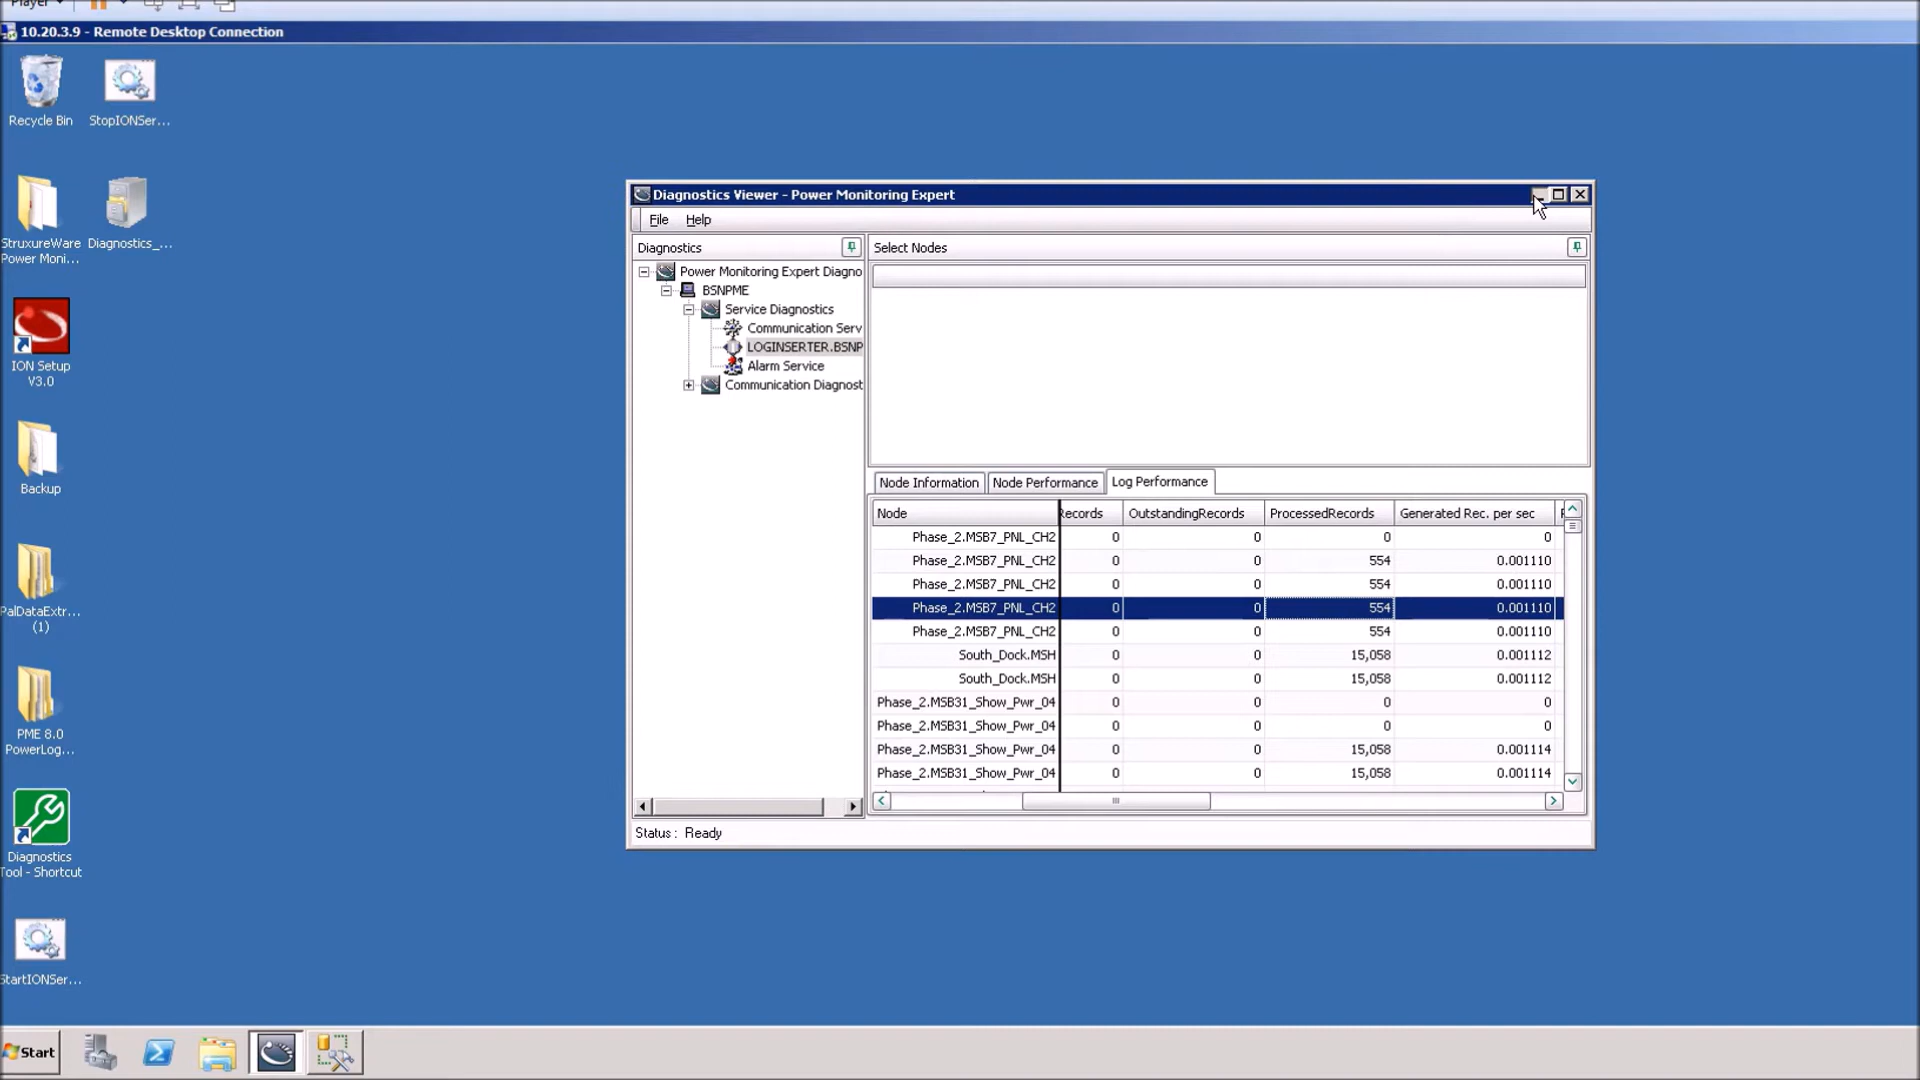 Player
10.20.3.9 - Remote Desktop Connection
Recycle Bin
StopIONSer...
StruxureWare
Power Moni...
Diagnostics_...
ION Setup
V3.0
Backup
PalDataExtr...
(1)
PME 8.0
PowerLog...
Diagnostics
Tool - Shortcut
StartIONSer...
Diagnostics Viewer - Power Monitoring Expert
File Help
Diagnostics
Power Monitoring Expert Diagno
BSNPME
Service Diagnostics
Communication Serv
LOGINSERTER.BSNP
Alarm Service
Communication Diagnost
Select Nodes
Node Information Node Performance Log Performance
Node Records OutstandingRecords ProcessedRecords Generated Rec. per sec
Phase_2.MSB7_PNL_CH2 0 0 0 0
Phase_2.MSB7_PNL_CH2 0 0 554 0.001110
Phase_2.MSB7_PNL_CH2 0 0 554 0.001110
Phase_2.MSB7_PNL_CH2 0 0 554 0.001110
Phase_2.MSB7_PNL_CH2 0 0 554 0.001110
South_Dock.MSH 0 0 15,058 0.001112
South_Dock.MSH 0 0 15,058 0.001112
Phase_2.MSB31_Show_Pwr_04 0 0 0 0
Phase_2.MSB31_Show_Pwr_04 0 0 0 0
Phase_2.MSB31_Show_Pwr_04 0 0 15,058 0.001114
Phase_2.MSB31_Show_Pwr_04 0 0 15,058 0.001114
Status : Ready
Start